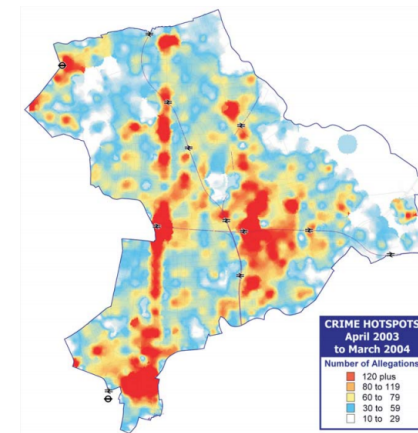 CRIME HOTSPOTS
April 2003
to March 2004
Number of Allegations
120 plus
80 to 119
60 to 79
30 to 59
10 to 29